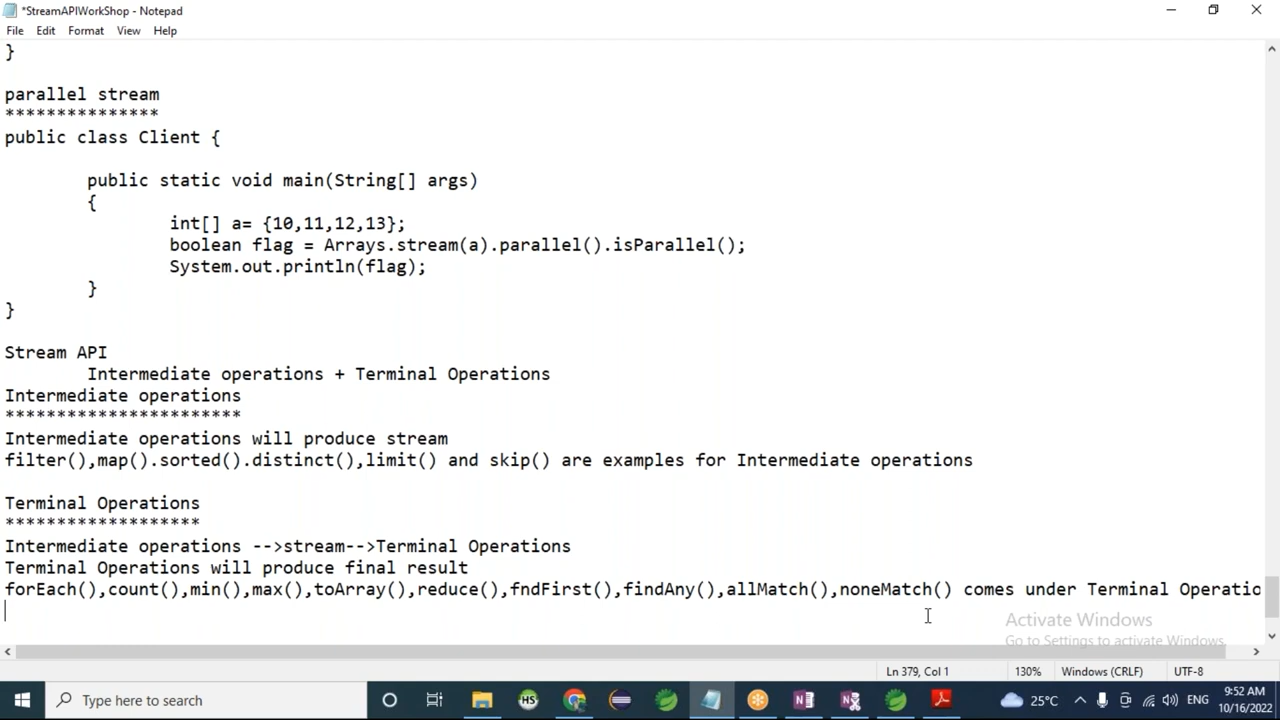 *StreamAPIWorkShop - Notepad
File Edit Format View Help
}
parallel stream
***************
public class Client {
public static void main(String[] args)
{
int[] a= {10,11,12,13};
boolean flag = Arrays.stream(a).parallel().isParallel();
System.out.println(flag);
}
}
Stream API
Intermediate operations + Terminal Operations
Intermediate operations
***********************
Intermediate operations will produce stream
filter(),map().sorted().distinct(),limit() and skip() are examples for Intermediate operations
Terminal Operations
*******************
Intermediate operations -->stream-->Terminal Operations
Terminal Operations will produce final result
forEach(),count(),min(),max(),toArray(),reduce(),fndFirst(),findAny(),allMatch(),noneMatch() comes under Terminal Operatio
Activate Windows
Go to Settings to activate Windows.
Ln 379, Col 1 130% Windows (CRLF) UTF-8
Type here to search
HS
25°C
ENG
9:52 AM
10/16/2022